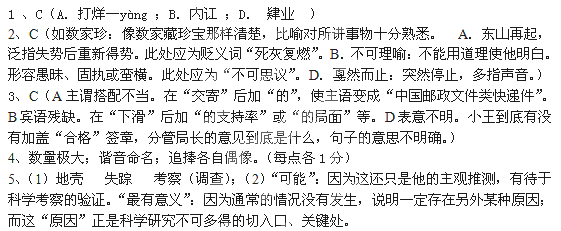 1 、C（A．打烊—yàng ；B．内讧 ；D． 肄业 ）
2、C（如数家珍：像数家藏珍宝那样清楚，比喻对所讲事物十分熟悉。 A．东山再起，
泛指失势后重新得势。此处应为贬义词“死灰复燃”。B．不可理喻：不能用道理使他明白。
形容愚昧、固执或蛮横。此处应为“不可思议”。D．戛然而止：突然停止，多指声音。）
3、C（A 主谓搭配不当。在“交寄”后加“的”，使主语变成“中国邮政文件类快递件”。
B 宾语残缺。在“下滑”后加“的支持率”或“的局面”等。D 表意不明。小王到底有没
有加盖“合格”签章，分管局长的意见到底是什么，句子的意思不明确。）
4、数量极大；谐音命名；追捧各自偶像。（每点各 1 分）
5、（1）地壳 失踪 考察（调查）；（2）“可能”：因为这还只是他的主观推测，有待于
科学考察的验证。“最有意义”：因为通常的情况没有发生，说明一定存在另外某种原因；
而这“原因”正是科学研究不可多得的切入口、关键处。